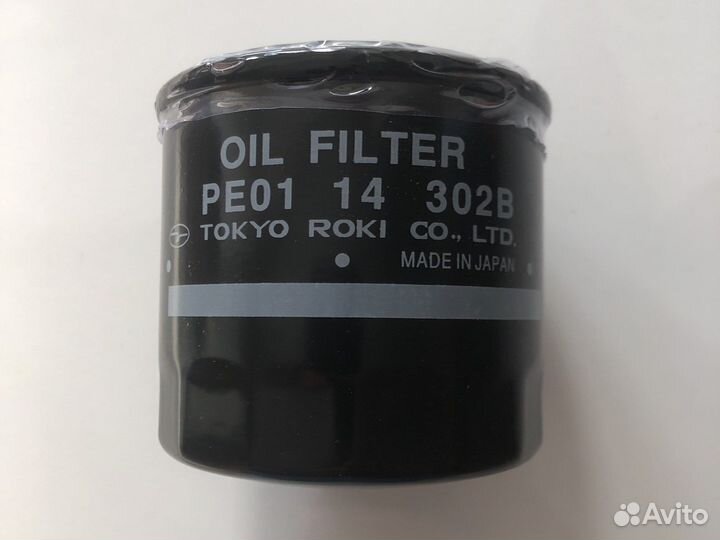 OIL FILTER
PE01 14 302B
TOKYO ROKI CO., LTD.
MADE IN JAPAN
Avito